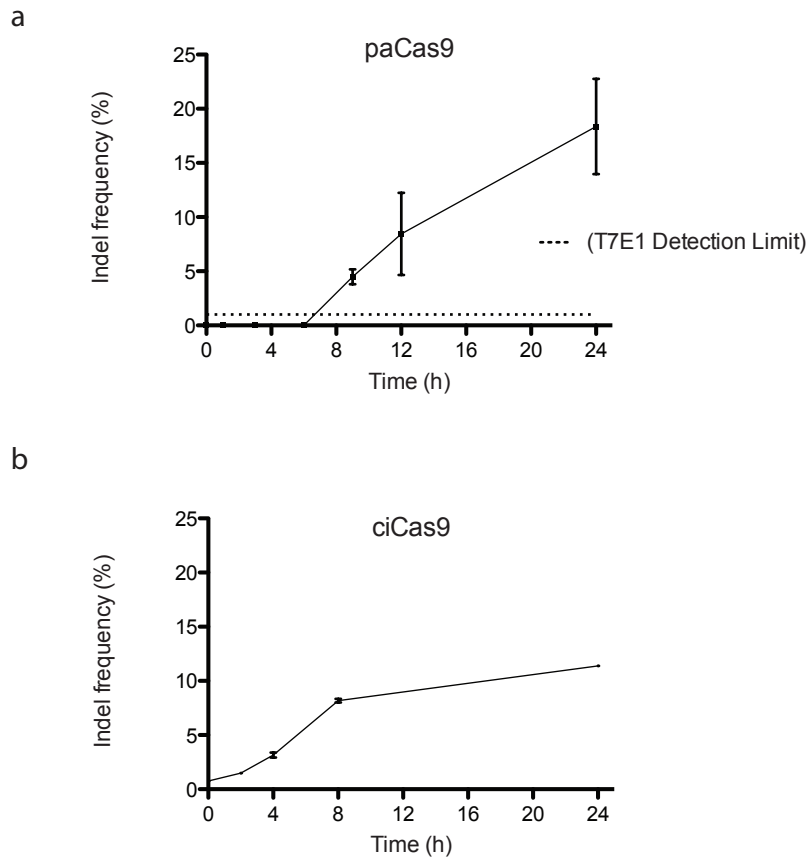 a
paCas9
Indel frequency (%)
25
20
15
10
5
0
0 4 8 12 16 20 24
Time (h)
(T7E1 Detection Limit)
b
ciCas9
Indel frequency (%)
25
20
15
10
5
0
0 4 8 12 16 20 24
Time (h)